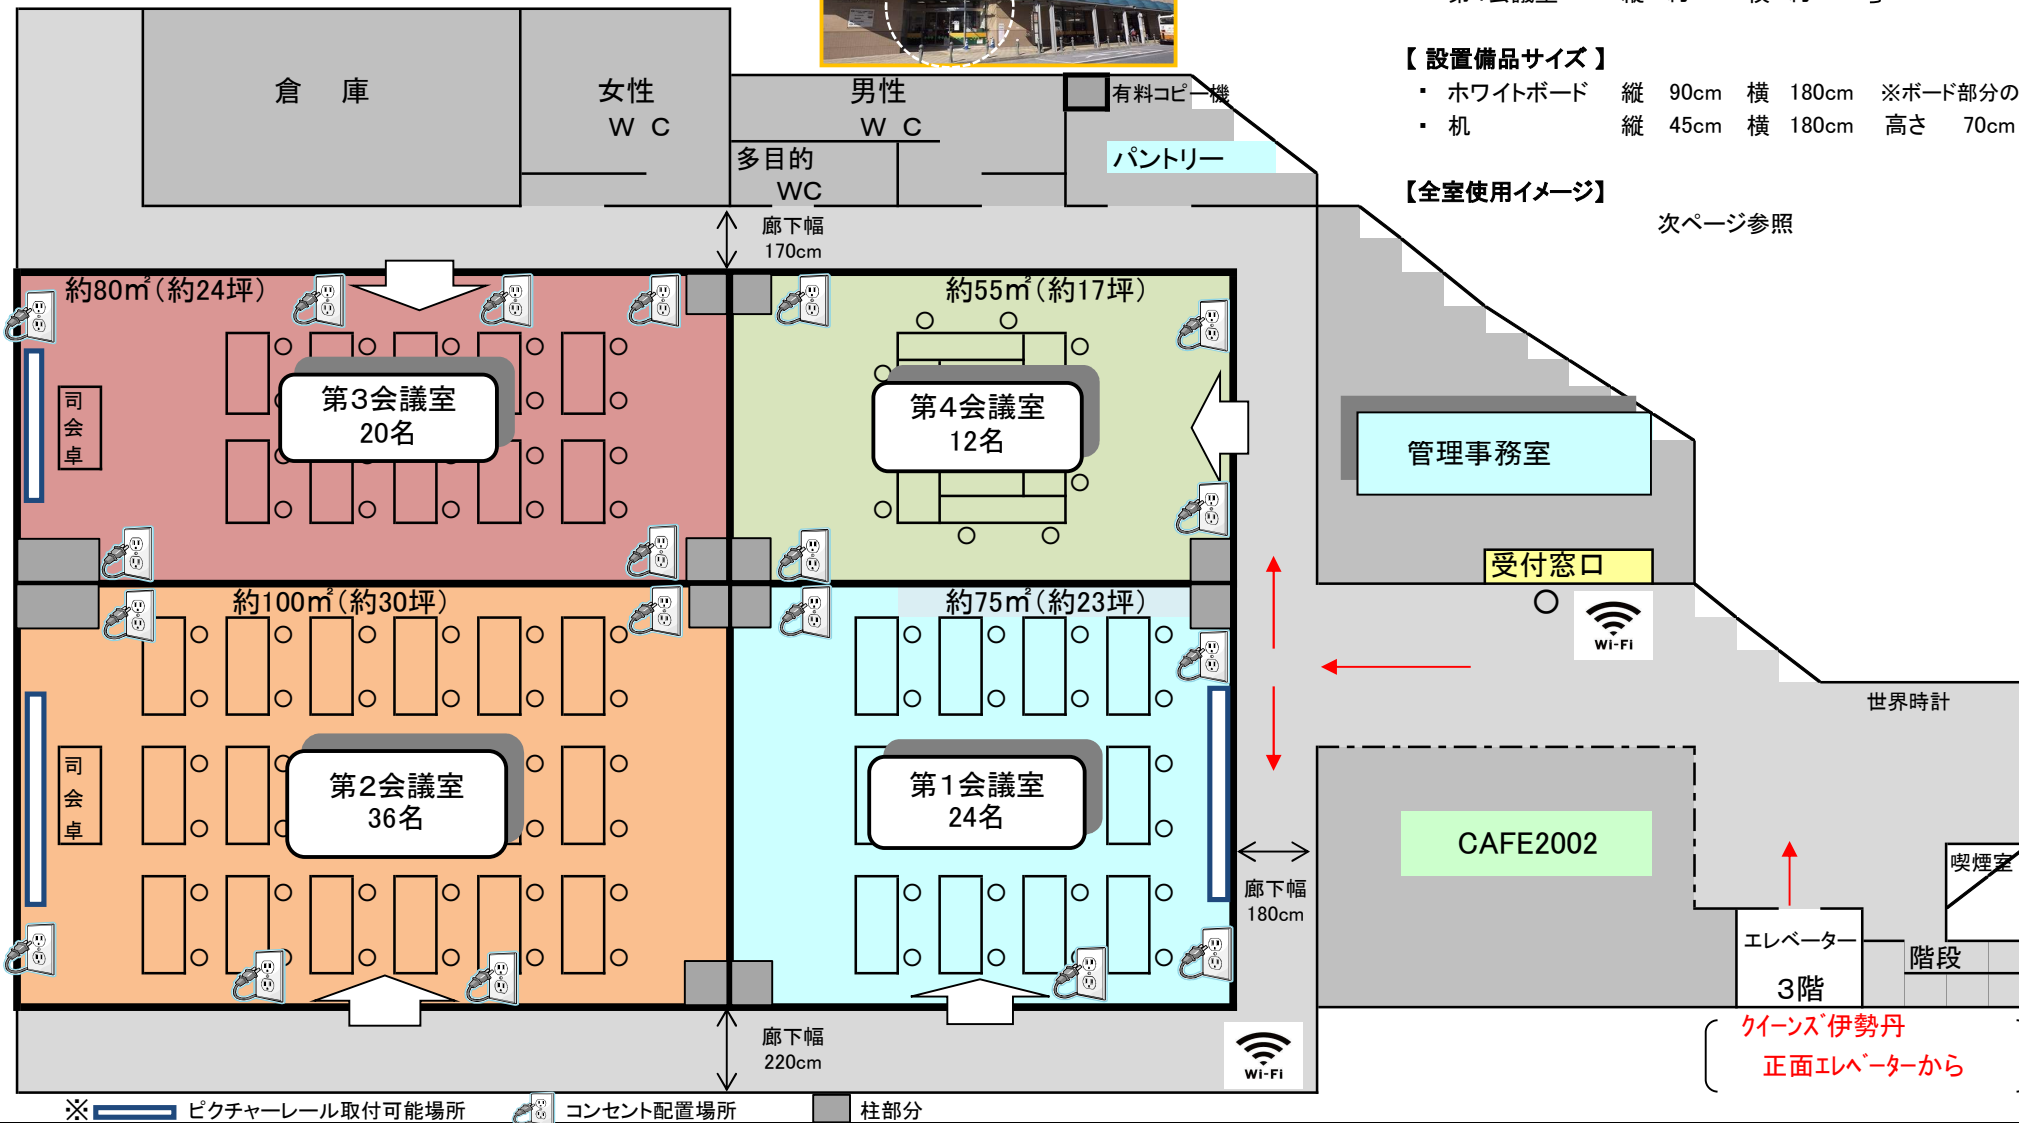 【 設置備品サイズ 】
・ ホワイトボード 縦 90cm 横 180cm ※ボード部分の
・ 机 縦 45cm 横 180cm 高さ 70cm
【全室使用イメージ】
次ページ参照
倉 庫
女性
W C
男性
W C
多目的
WC
有料コピー機
パントリー
廊下幅
170cm
約80㎡(約24坪)
約55㎡(約17坪)
司
会
卓
第3会議室
20名
第4会議室
12名
管理事務室
受付窓口
Wi-Fi
約100㎡(約30坪)
約75㎡(約23坪)
世界時計
司
会
卓
第2会議室
36名
第1会議室
24名
CAFE2002
喫煙室
廊下幅
180cm
エレベーター
3階
階段
廊下幅
220cm
Wi-Fi
クイーンズ伊勢丹
正面エレベーターから
※ ピクチャーレール取付可能場所 コンセント配置場所 柱部分